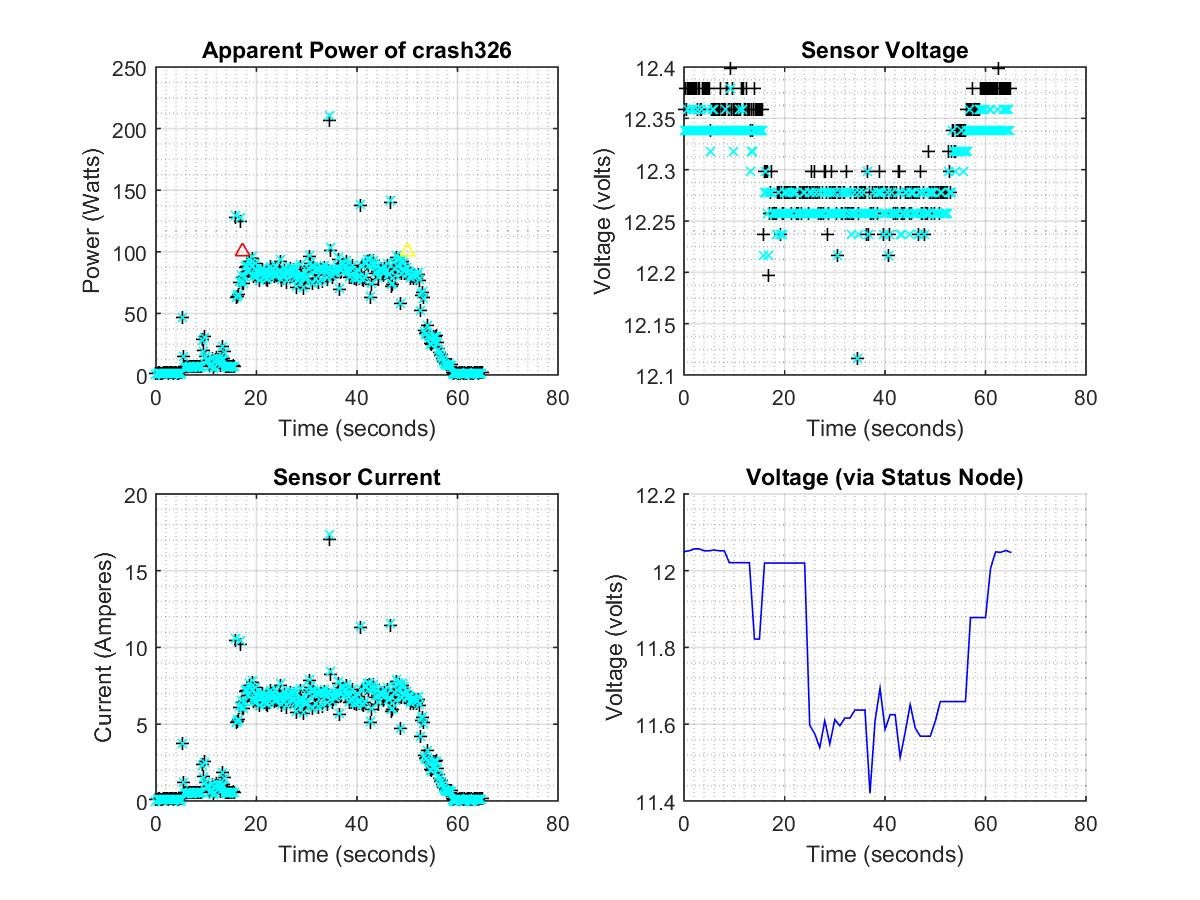 Apparent Power of crash326
250
200
150
100
50
0
Power (Watts)
0 20 40 60 80
Time (seconds)
Sensor Voltage
12.4
12.35
12.3
12.25
12.2
12.15
12.1
Voltage (volts)
0 20 40 60 80
Time (seconds)
Sensor Current
20
15
10
5
0
Current (Amperes)
0 20 40 60 80
Time (seconds)
Voltage (via Status Node)
12.2
12
11.8
11.6
11.4
Voltage (volts)
0 20 40 60 80
Time (seconds)